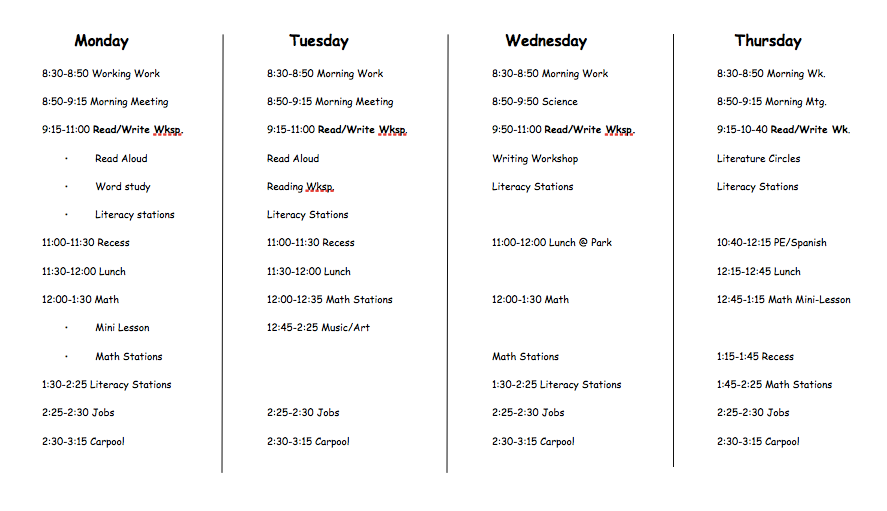 Monday
8:30-8:50 Working Work
8:50-9:15 Morning Meeting
9:15-11:00 Read/Write Wksp.
· Read Aloud
· Word study
· Literacy stations
11:00-11:30 Recess
11:30-12:00 Lunch
12:00-1:30 Math
· Mini Lesson
· Math Stations
1:30-2:25 Literacy Stations
2:25-2:30 Jobs
2:30-3:15 Carpool
Tuesday
8:30-8:50 Morning Work
8:50-9:15 Morning Meeting
9:15-11:00 Read/Write Wksp.
Read Aloud
Reading Wksp.
Literacy Stations
11:00-11:30 Recess
11:30-12:00 Lunch
12:00-12:35 Math Stations
12:45-2:25 Music/Art
2:25-2:30 Jobs
2:30-3:15 Carpool
Wednesday
8:30-8:50 Morning Work
8:50-9:50 Science
9:50-11:00 Read/Write Wksp.
Writing Workshop
Literacy Stations
11:00-12:00 Lunch @ Park
12:00-1:30 Math
Math Stations
1:30-2:25 Literacy Stations
2:25-2:30 Jobs
2:30-3:15 Carpool
Thursday
8:30-8:50 Morning Wk.
8:50-9:15 Morning Mtg.
9:15-10-40 Read/Write Wk.
Literature Circles
Literacy Stations
10:40-12:15 PE/Spanish
12:15-12:45 Lunch
12:45-1:15 Math Mini-Lesson
1:15-1:45 Recess
1:45-2:25 Math Stations
2:25-2:30 Jobs
2:30-3:15 Carpool